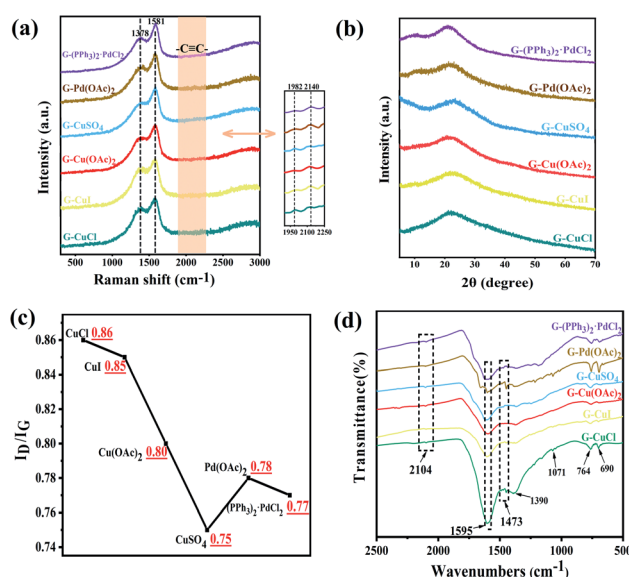 (a)
1378
1581
-C≡C-
G-(PPh3)2·PdCl2
G-Pd(OAc)2
G-CuSO4
G-Cu(OAc)2
G-CuI
G-CuCl
Intensity (a.u.)
500 1000 1500 2000 2500 3000
Raman shift (cm-1)
1982 2140
1950 2100 2250
(b)
G-(PPh3)2·PdCl2
G-Pd(OAc)2
G-CuSO4
G-Cu(OAc)2
G-CuI
G-CuCl
Intensity (a.u.)
10 20 30 40 50 60 70
2θ (degree)
(c)
0.86
0.84
0.82
0.80
0.78
0.76
0.74
ID/IG
CuCl 0.86
CuI 0.85
Cu(OAc)2 0.80
CuSO4 0.75
Pd(OAc)2 0.78
(PPh3)2·PdCl2 0.77
(d)
G-(PPh3)2·PdCl2
G-Pd(OAc)2
G-CuSO4
G-Cu(OAc)2
G-CuI
G-CuCl
2104
1595
1473
1390
1071
764
690
Transmittance(%)
2500 2000 1500 1000 500
Wavenumbers (cm-1)